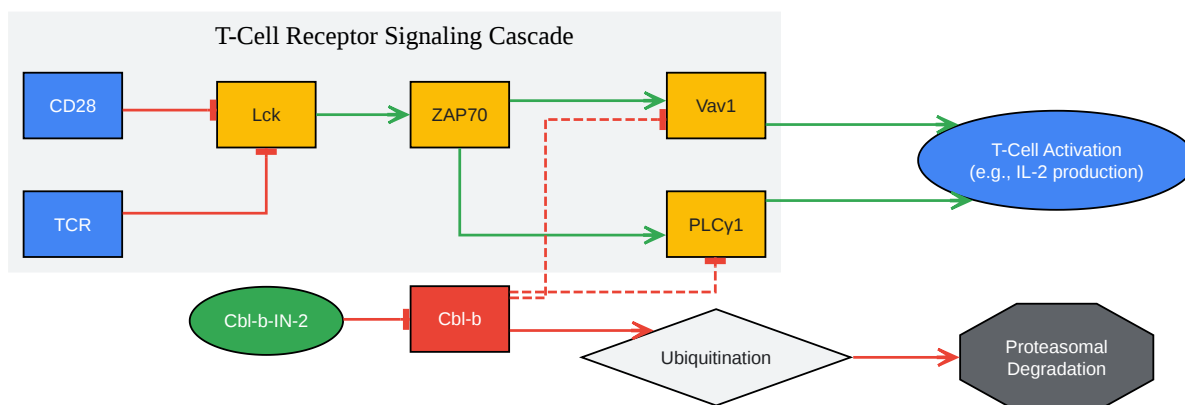 T-Cell Receptor Signaling Cascade
CD28
Lck
ZAP70
Vav1
T-Cell Activation
(e.g., IL-2 production)
TCR
PLCγ1
Cbl-b-IN-2
Cbl-b
Ubiquitination
Proteasomal
Degradation